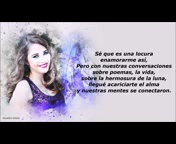 Sé que es una locura
enamorarme así,
Pero con nuestras conversaciones
sobre poemas, la vida,
sobre la hermosura de la luna,
llegué acariciarte el alma
y nuestras mentes se conectaron.